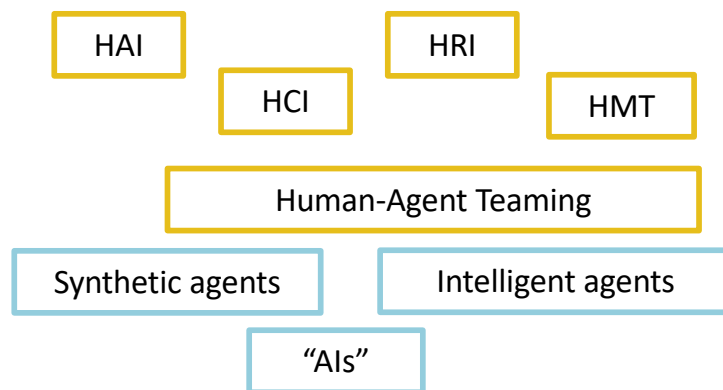 HAI
HRI
HCI
HMT
Human-Agent Teaming
Synthetic agents
Intelligent agents
“AIs”